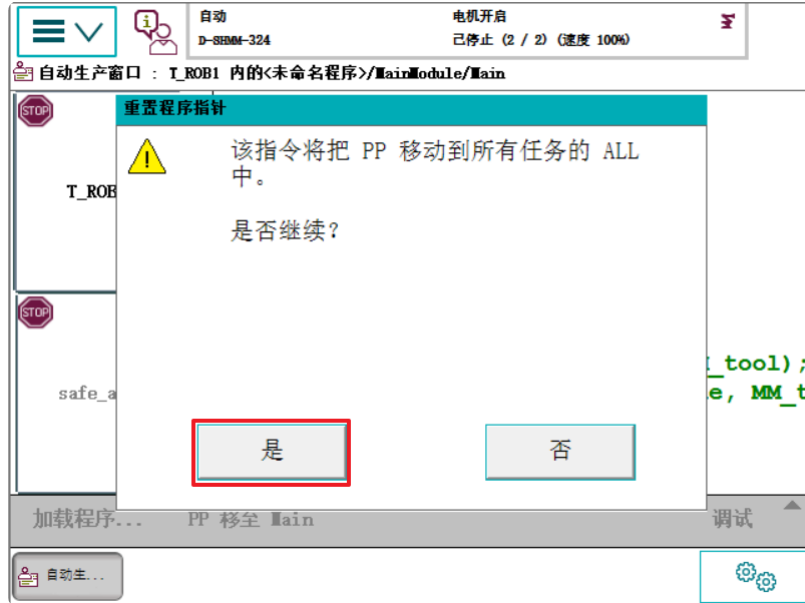 自动
D-SHMM-324
电机开启
已停止 (2 / 2) (速度 100%)
自动生产窗口 : T_ROB1 内的<未命名程序>/MainModule/Main
STOP
T_ROB
重置程序指针
该指令将把 PP 移动到所有任务的 ALL
中。
是否继续?
STOP
safe_a
_tool);
e, MM_t
是
否
加载程序...
PP 移至 Main
调试
自动生...